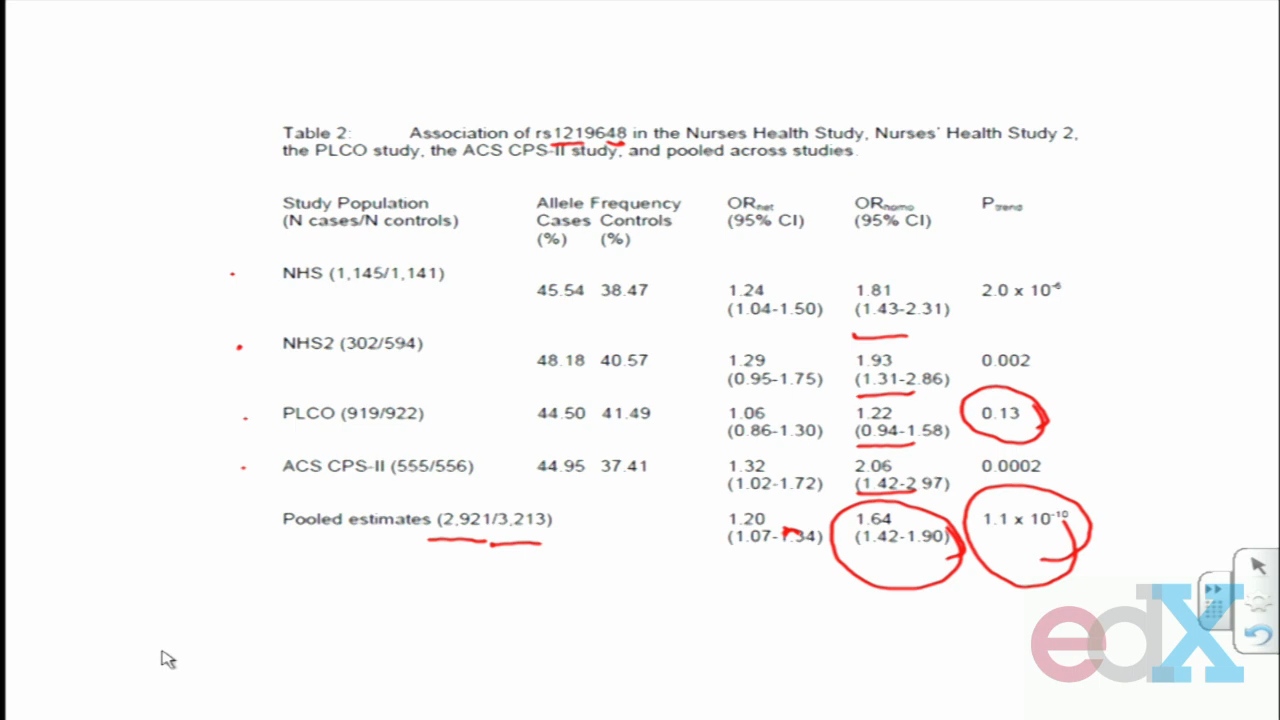 Table 2: Association of rs1219648 in the Nurses Health Study, Nurses' Health Study 2,
the PLCO study, the ACS CPS-II study, and pooled across studies.
Study Population Allele Frequency ORhet ORhomo Ptrend
(N cases/N controls) Cases Controls (95% CI) (95% CI)
(%) (%)
NHS (1,145/1,141)
45.54 38.47 1.24 1.81 2.0 x 10-6
(1.04-1.50) (1.43-2.31)
NHS2 (302/594)
48.18 40.57 1.29 1.93 0.002
(0.95-1.75) (1.31-2.86)
PLCO (919/922) 44.50 41.49 1.06 1.22 0.13
(0.86-1.30) (0.94-1.58)
ACS CPS-II (555/556) 44.95 37.41 1.32 2.06 0.0002
(1.02-1.72) (1.42-2.97)
Pooled estimates (2,921/3,213) 1.20 1.64 1.1 x 10-10
(1.07-1.34) (1.42-1.90)
edX